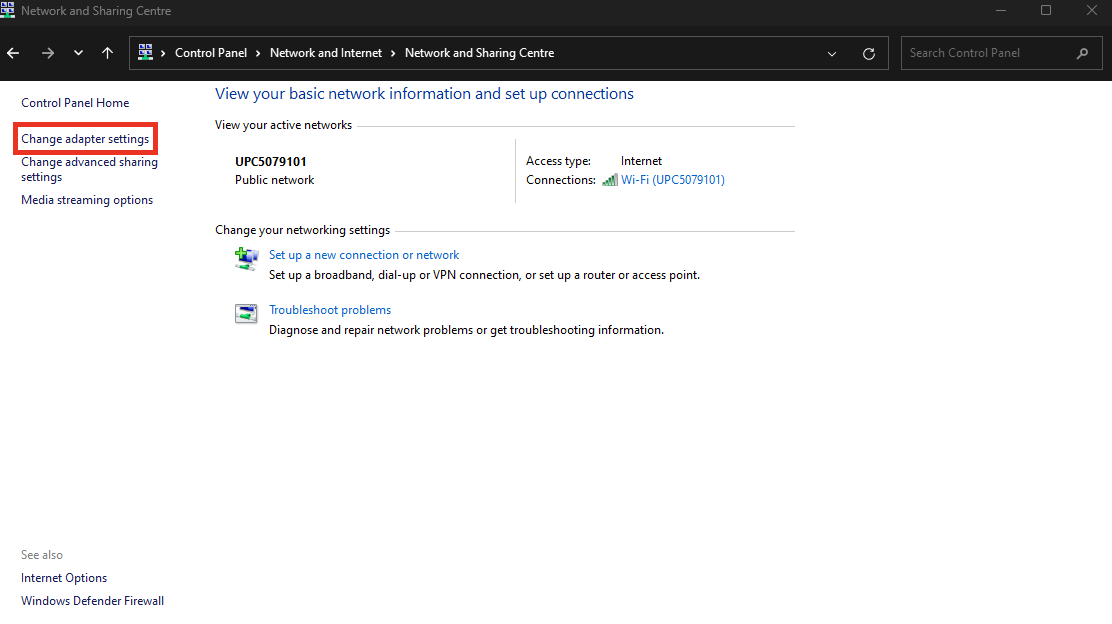 Network and Sharing Centre
Control Panel > Network and Internet > Network and Sharing Centre
Search Control Panel
Control Panel Home
Change adapter settings
Change advanced sharing
settings
Media streaming options
View your basic network information and set up connections
View your active networks
UPC5079101
Public network
Access type: Internet
Connections: Wi-Fi (UPC5079101)
Change your networking settings
Set up a new connection or network
Set up a broadband, dial-up or VPN connection, or set up a router or access point.
Troubleshoot problems
Diagnose and repair network problems or get troubleshooting information.
See also
Internet Options
Windows Defender Firewall